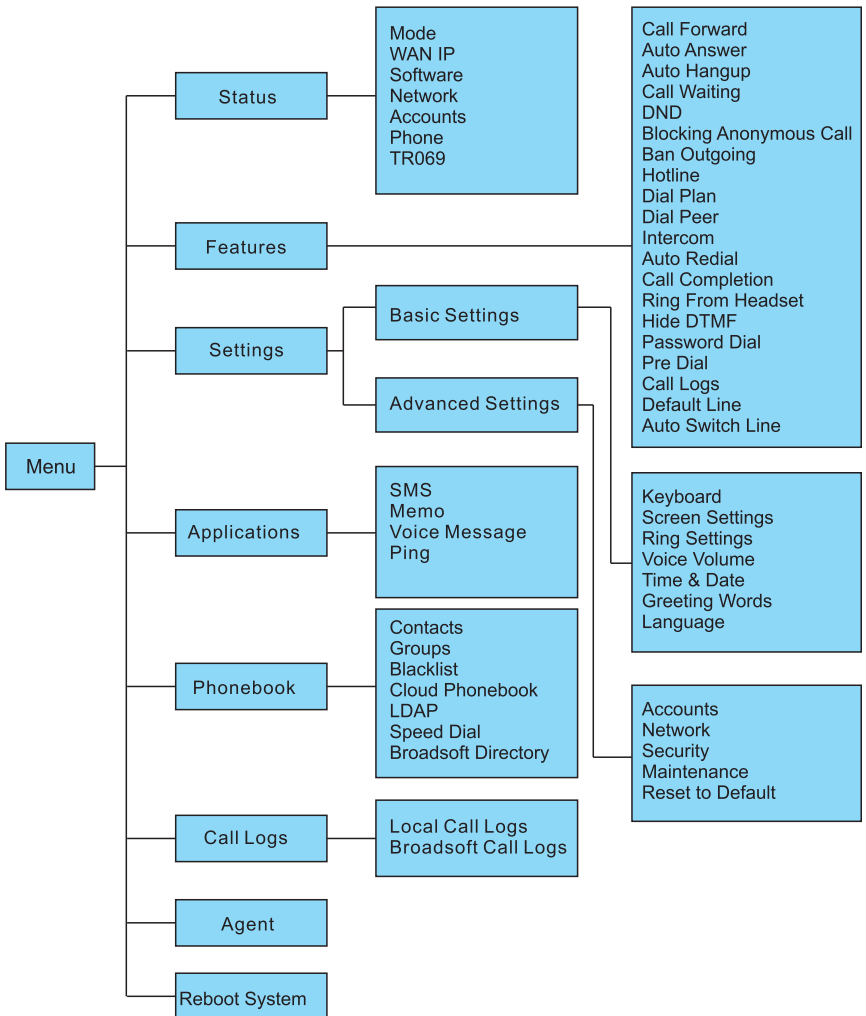 Menu
Status
Mode
WAN IP
Software
Network
Accounts
Phone
TR069
Features
Call Forward
Auto Answer
Auto Hangup
Call Waiting
DND
Blocking Anonymous Call
Ban Outgoing
Hotline
Dial Plan
Dial Peer
Intercom
Auto Redial
Call Completion
Ring From Headset
Hide DTMF
Password Dial
Pre Dial
Call Logs
Default Line
Auto Switch Line
Settings
Basic Settings
Keyboard
Screen Settings
Ring Settings
Voice Volume
Time & Date
Greeting Words
Language
Advanced Settings
Accounts
Network
Security
Maintenance
Reset to Default
Applications
SMS
Memo
Voice Message
Ping
Phonebook
Contacts
Groups
Blacklist
Cloud Phonebook
LDAP
Speed Dial
Broadsoft Directory
Call Logs
Local Call Logs
Broadsoft Call Logs
Agent
Reboot System